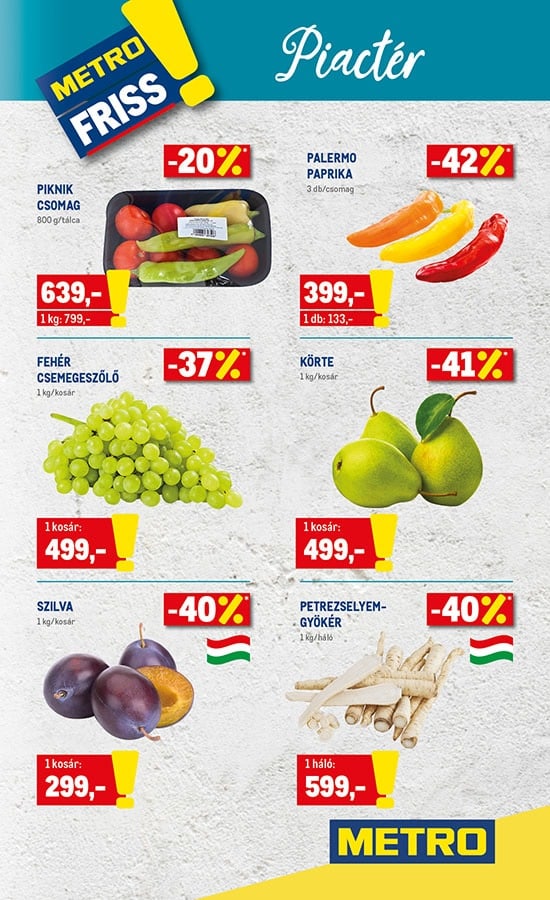 METRO
FRISS
Piactér
PIKNIK
CSOMAG
800 g/tálca
-20%*
639,-
1 kg: 799,-
PALERMO
PAPRIKA
3 db/csomag
-42%*
399,-
1 db: 133,-
FEHÉR
CSEMEGESZŐLŐ
1 kg/kosár
-37%*
1 kosár:
499,-
KÖRTE
1 kg/kosár
-41%*
1 kosár:
499,-
SZILVA
1 kg/kosár
-40%*
1 kosár:
299,-
PETREZSELYEM-
GYÖKÉR
1 kg/háló
-40%*
1 háló:
599,-
METRO